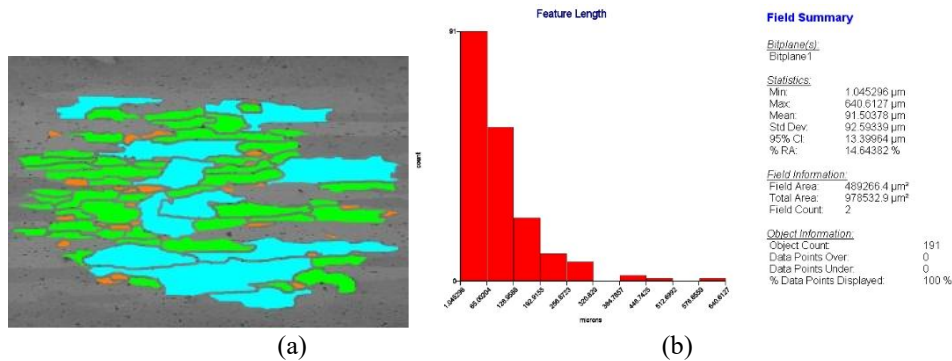 Feature Length
91
count
0
1.045296
128.9588
192.9155
256.8723
320.829
384.7857
448.7425
512.6992
640.6127
microns
Field Summary
Bitplane(s):
Bitplane1
Statistics:
Min: 1.045296 µm
Max: 640.6127 µm
Mean: 91.50378 µm
Std Dev: 92.59339 µm
95% CI: 13.39964 µm
% RA: 14.64382 %
Field Information:
Field Area: 489266.4 µm²
Total Area: 978532.9 µm²
Field Count: 2
Object Information:
Object Count: 191
Data Points Over: 0
Data Points Under: 0
% Data Points Displayed: 100 %
(a)
(b)